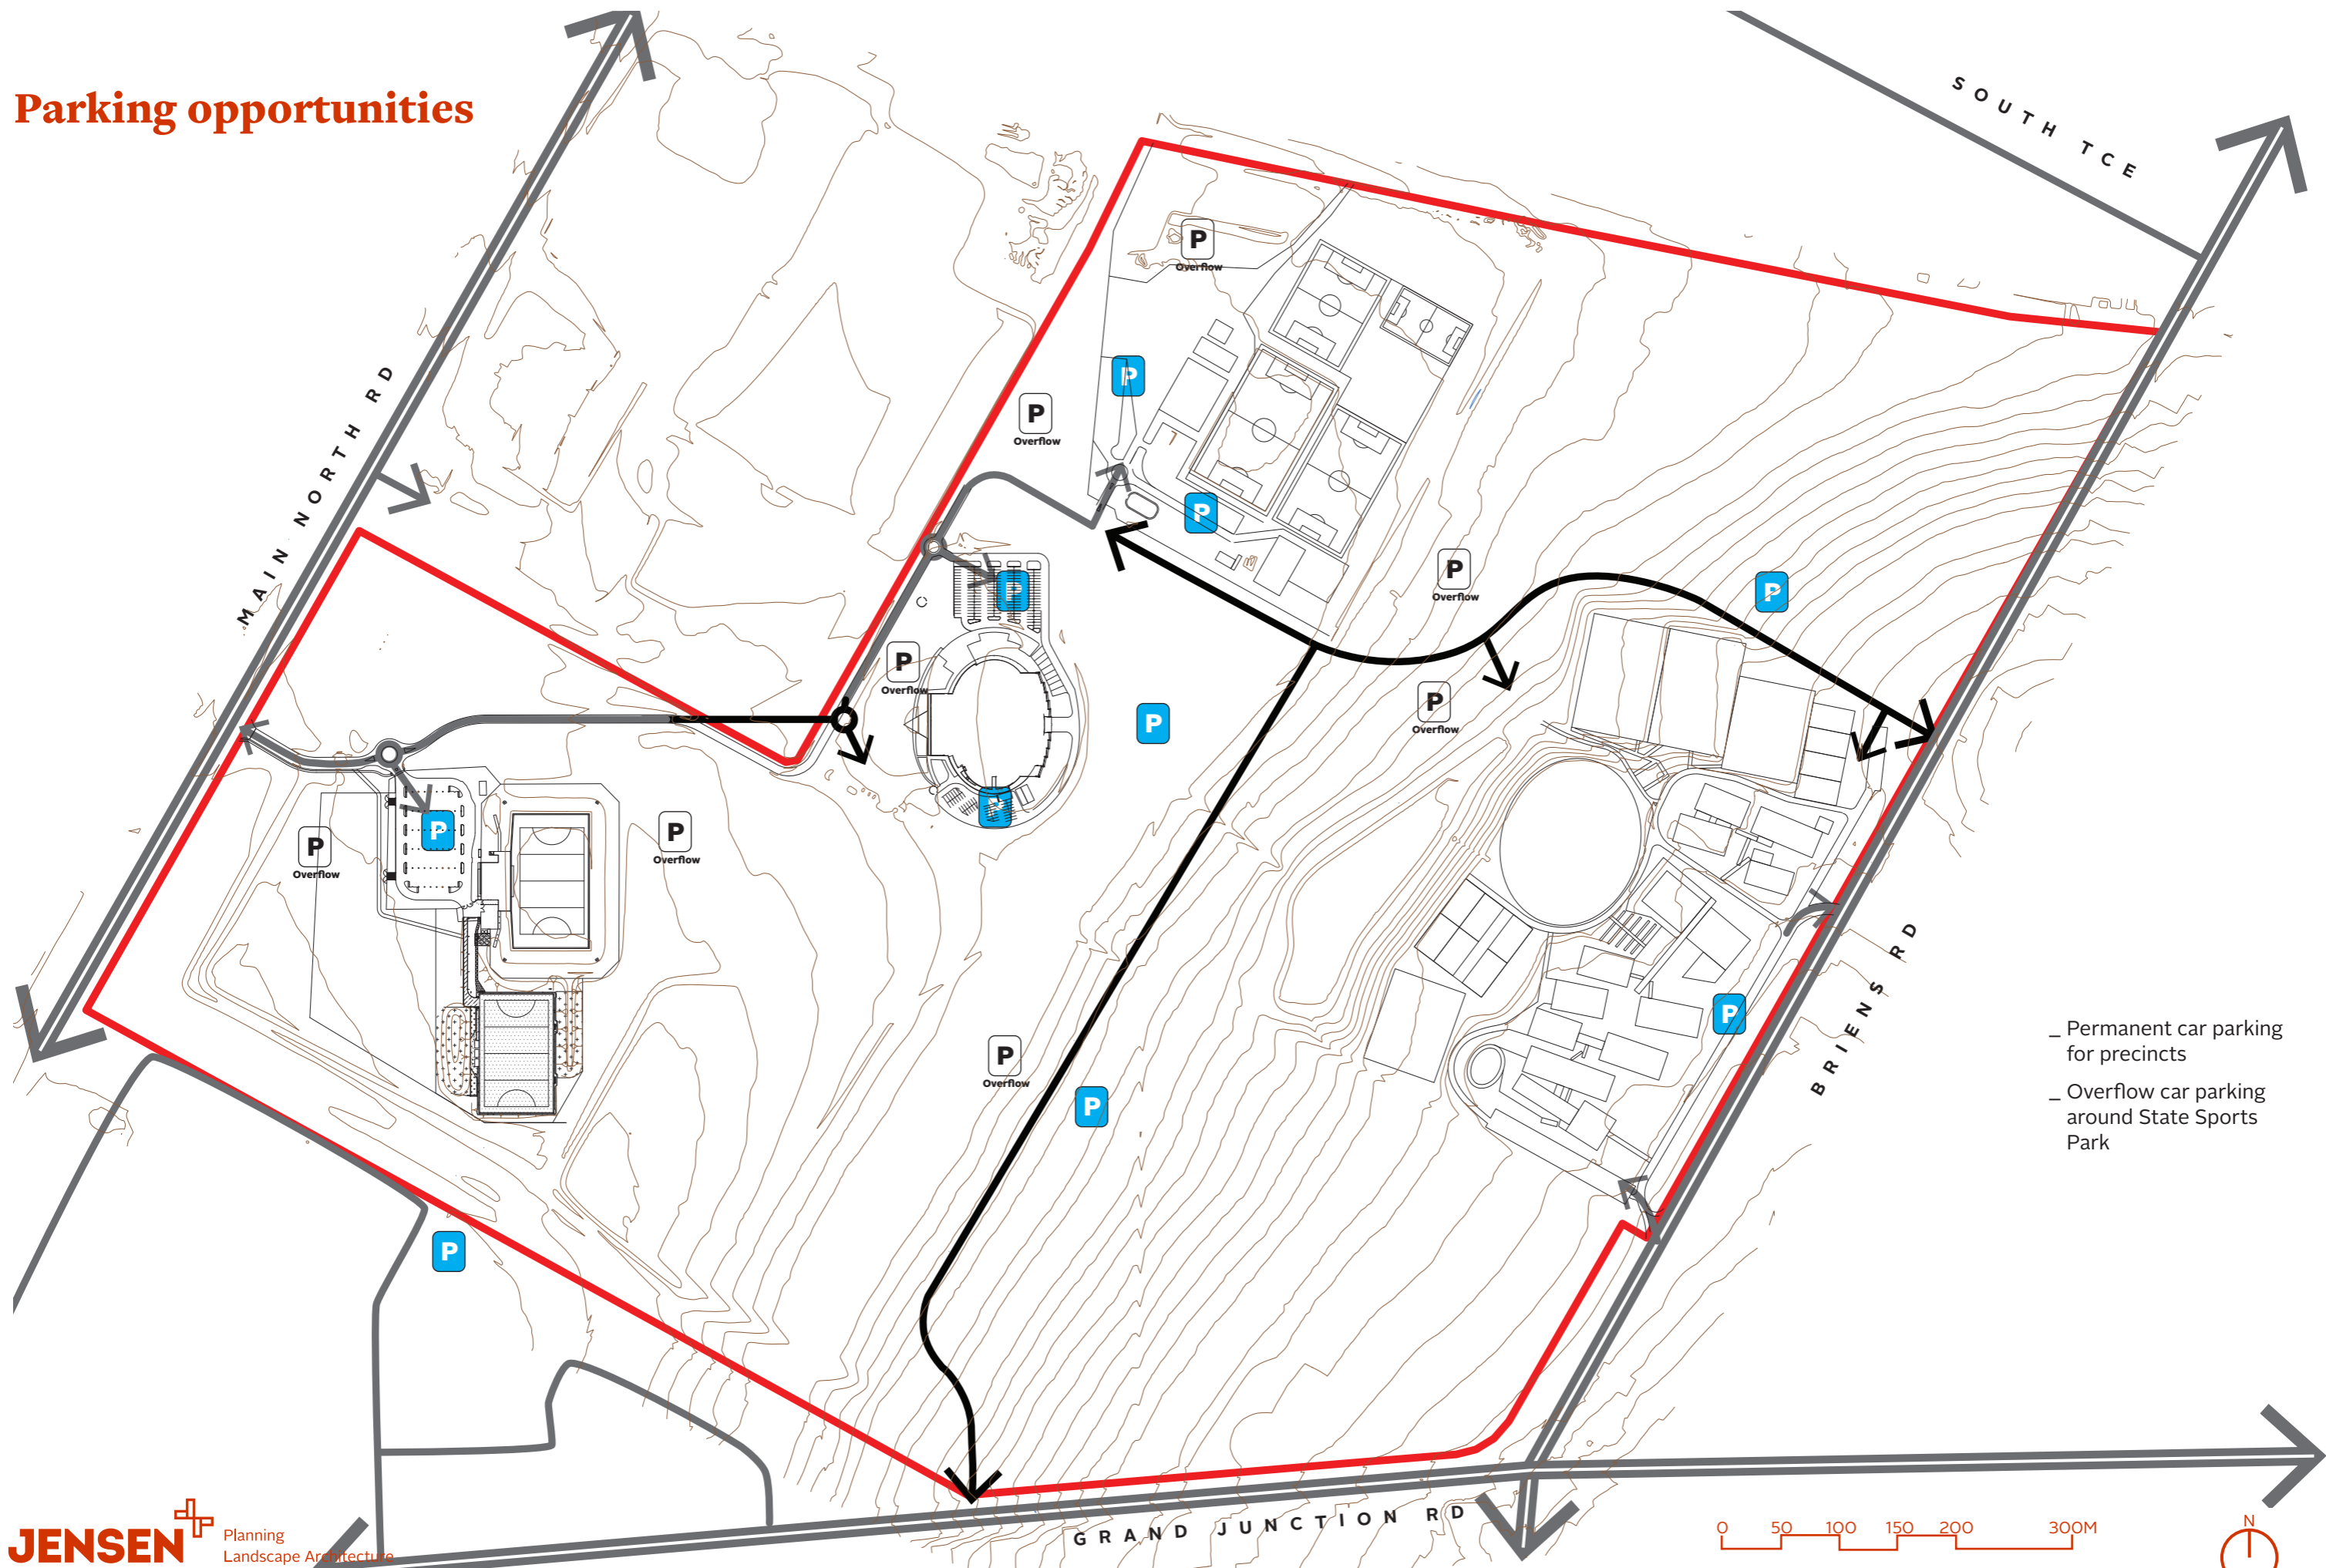 Parking opportunities
SOUTH TCE
MAIN NORTH RD
P
Overflow
P
P
Overflow
P
P
Overflow
P
P
P
Overflow
P
Overflow
P
P
P
Overflow
P
P
Overflow
BRIENS RD
P
P
Overflow
P
P
_ Permanent car parking
for precincts
_ Overflow car parking
around State Sports
Park
GRAND JUNCTION RD
JENSEN
Planning
Landscape Architecture
0 50 100 150 200 300M
N